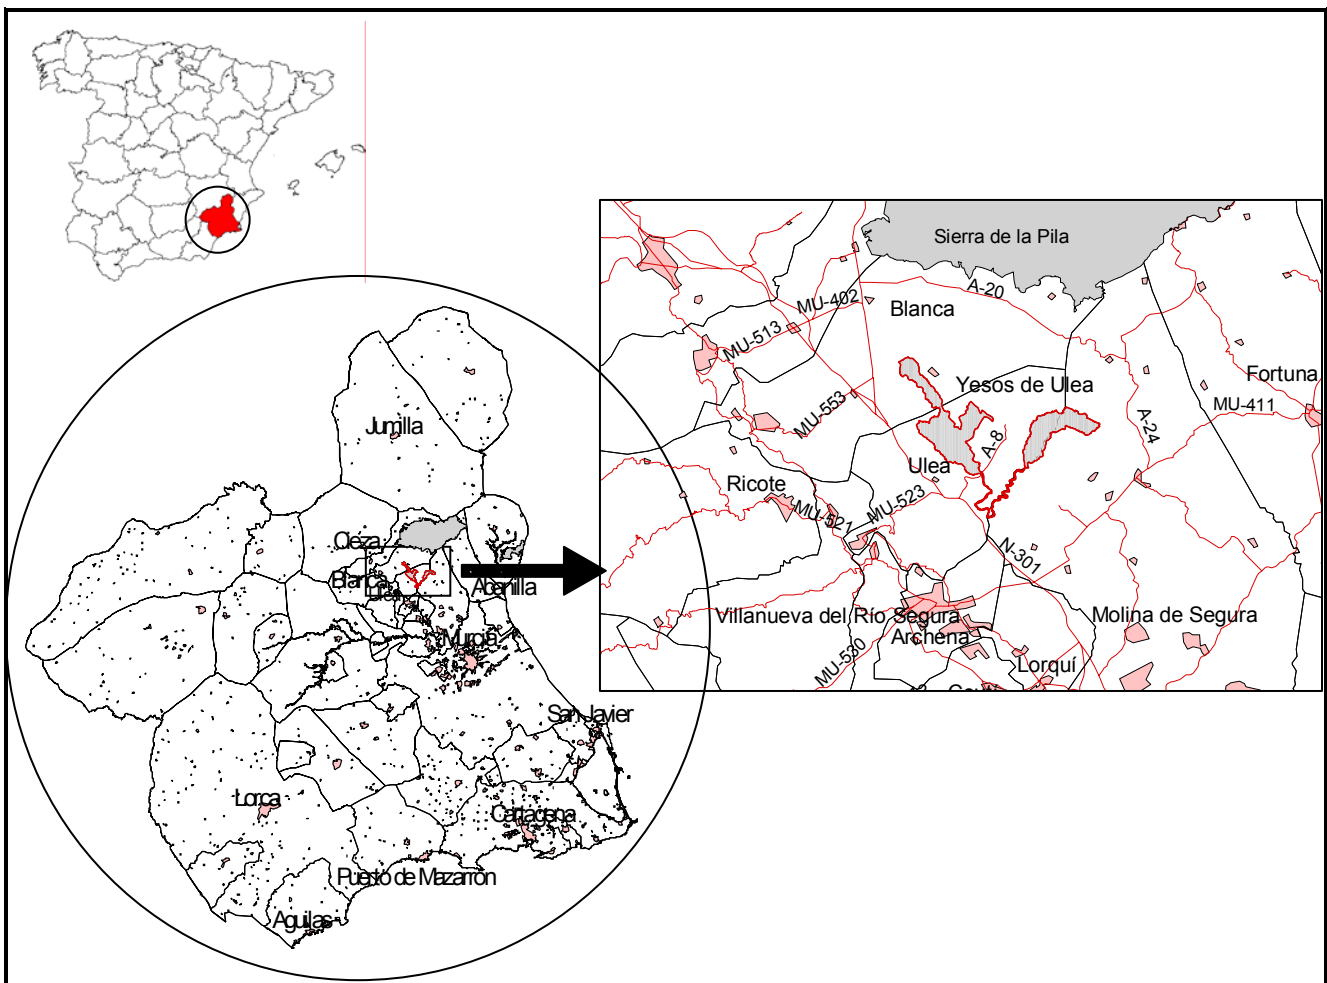 Sierra de la Pila
A-20
MU-402
Blanca
MU-513
Yesos de Ulea
Fortuna
MU-411
MU-553
A-24
A-8
Ulea
Ricote
MU-523
MU-521
N-301
Villanueva del Río Segura
Archena
Molina de Segura
MU-530
Lorquí
Jumilla
Cieza
Blanca
Abanilla
Murcia
San Javier
Lorca
Cartagena
Puerto de Mazarrón
Aguilas